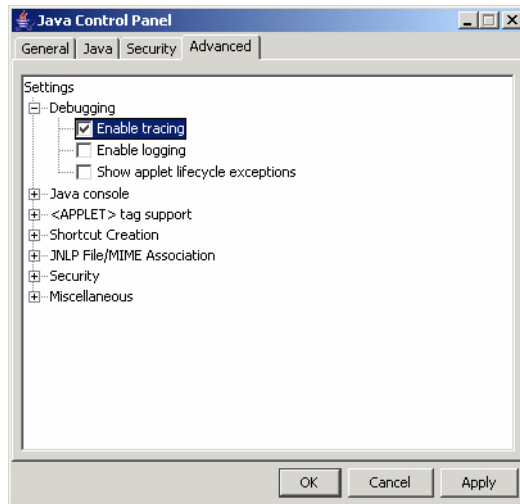 Java Control Panel
General Java Security Advanced
Settings
Debugging
Enable tracing
Enable logging
Show applet lifecycle exceptions
Java console
<APPLET> tag support
Shortcut Creation
JNLP File/MIME Association
Security
Miscellaneous
OK Cancel Apply